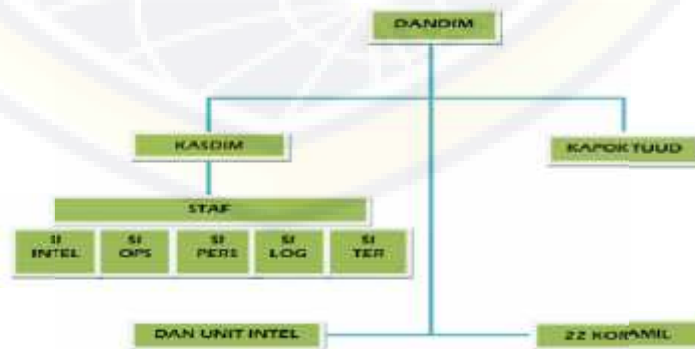 DANDIM
KASDIM
KAPOKTUUD
STAF
SI
INTEL
SI
OPS
SI
PERS
SI
LOG
SI
TER
DAN UNIT INTEL
22 KORAMIL